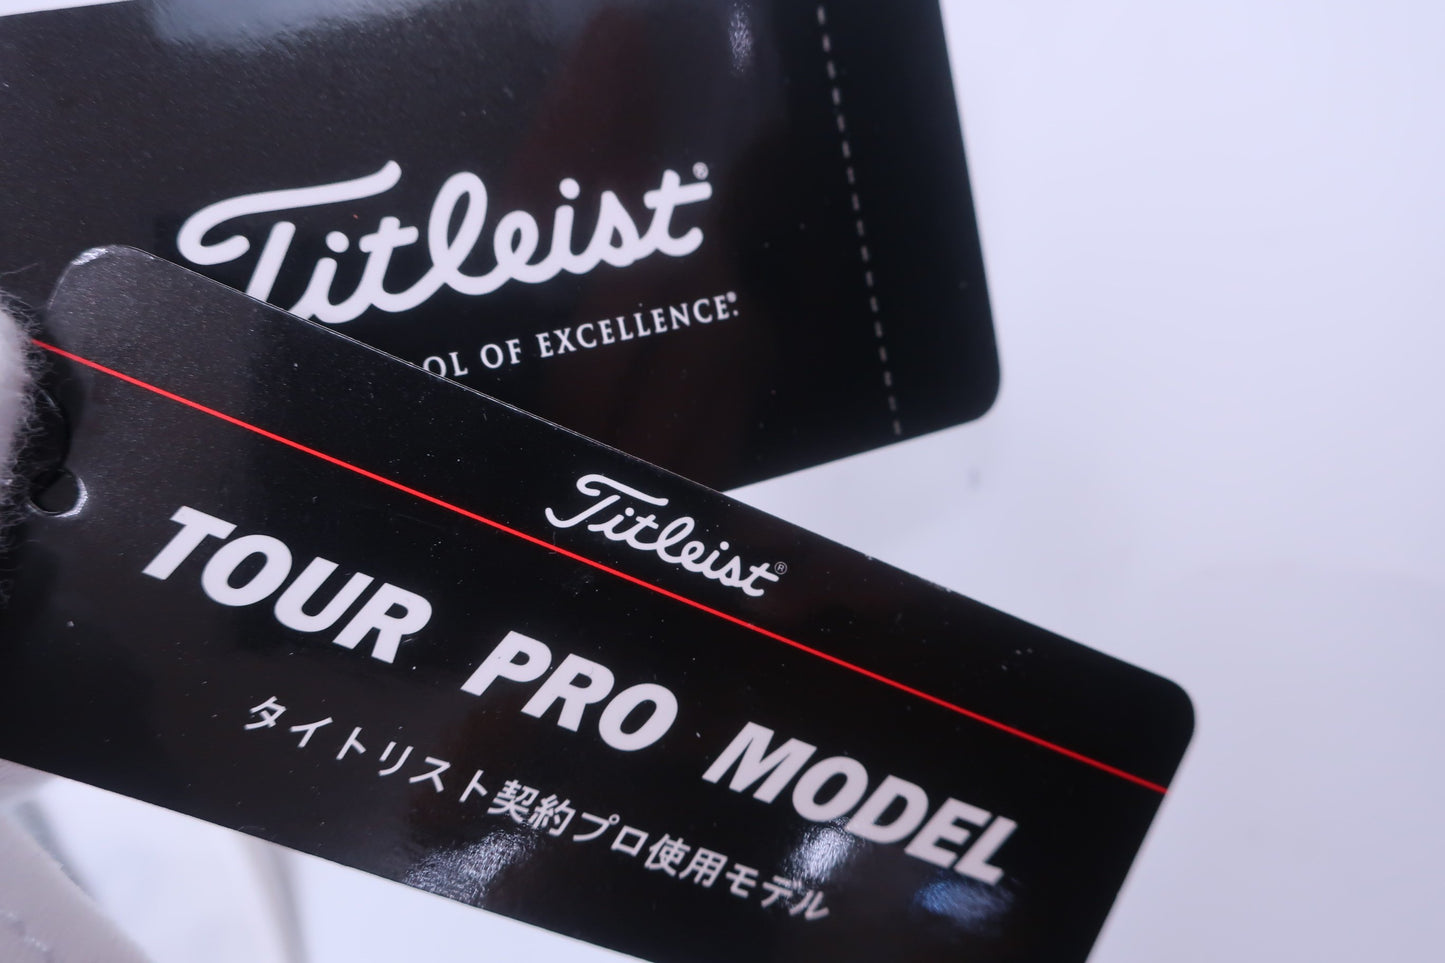 Titleist®
OF EXCELLENCE.®
Titleist®
TOUR PRO MODEL
タイトリスト契約プロ使用モデル